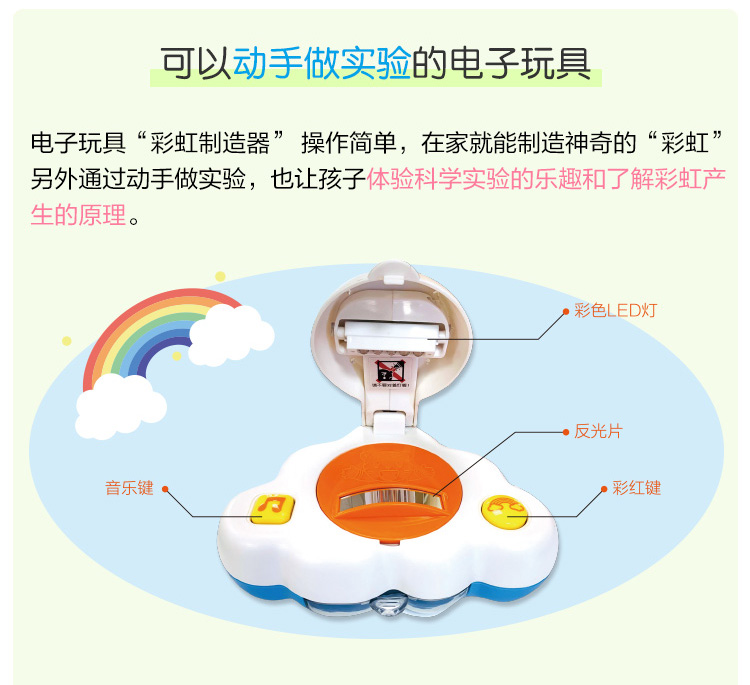 可以动手做实验的电子玩具
电子玩具“彩虹制造器” 操作简单，在家就能制造神奇的“彩虹”
另外通过动手做实验，也让孩子体验科学实验的乐趣和了解彩虹产
生的原理。
彩色LED灯
反光片
音乐键
彩红键